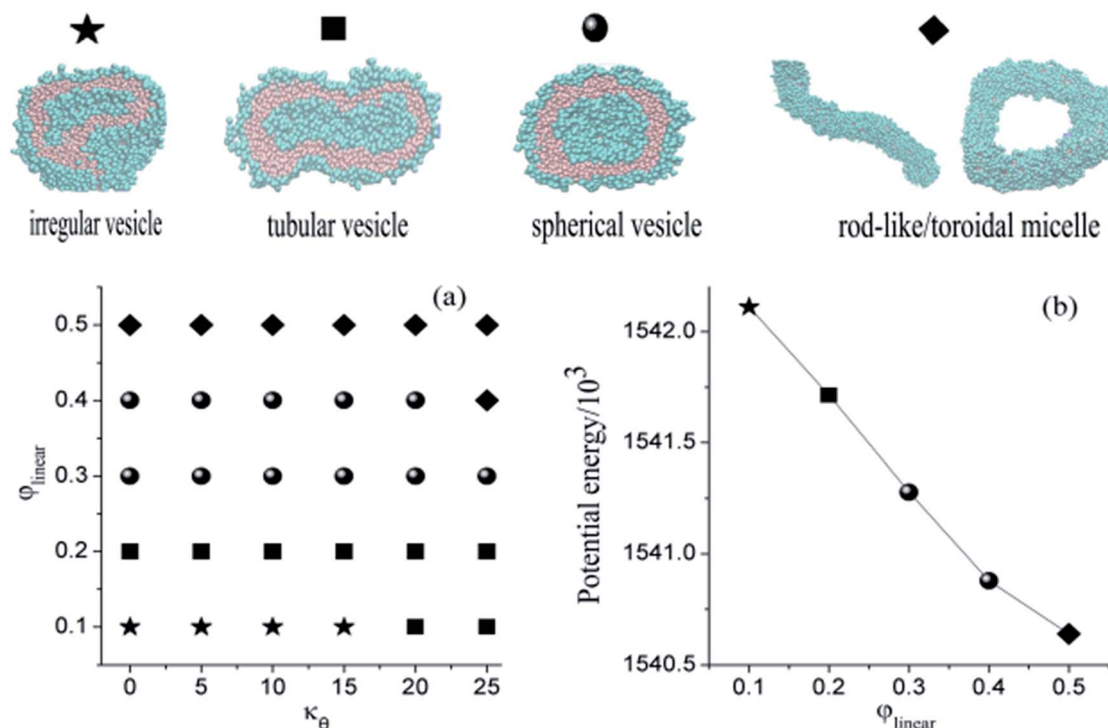 irregular vesicle
tubular vesicle
spherical vesicle
rod-like/toroidal micelle
(a)
0.5
0.4
0.3
0.2
0.1
φlinear
0 5 10 15 20 25
κθ
(b)
1542.0
1541.5
1541.0
1540.5
Potential energy/10³
0.1 0.2 0.3 0.4 0.5
φlinear